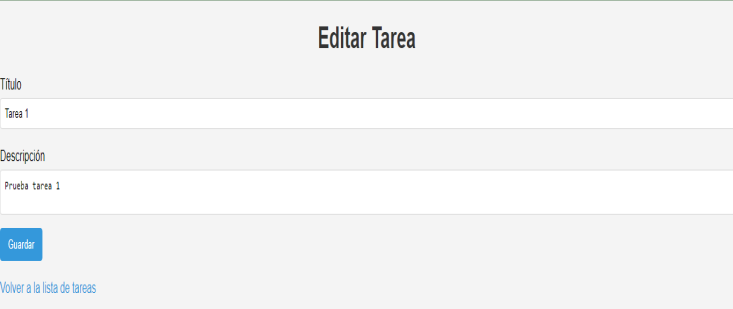 Editar Tarea
Título
Tarea 1
Descripción
Prueba tarea 1
Guardar
Volver a la lista de tareas